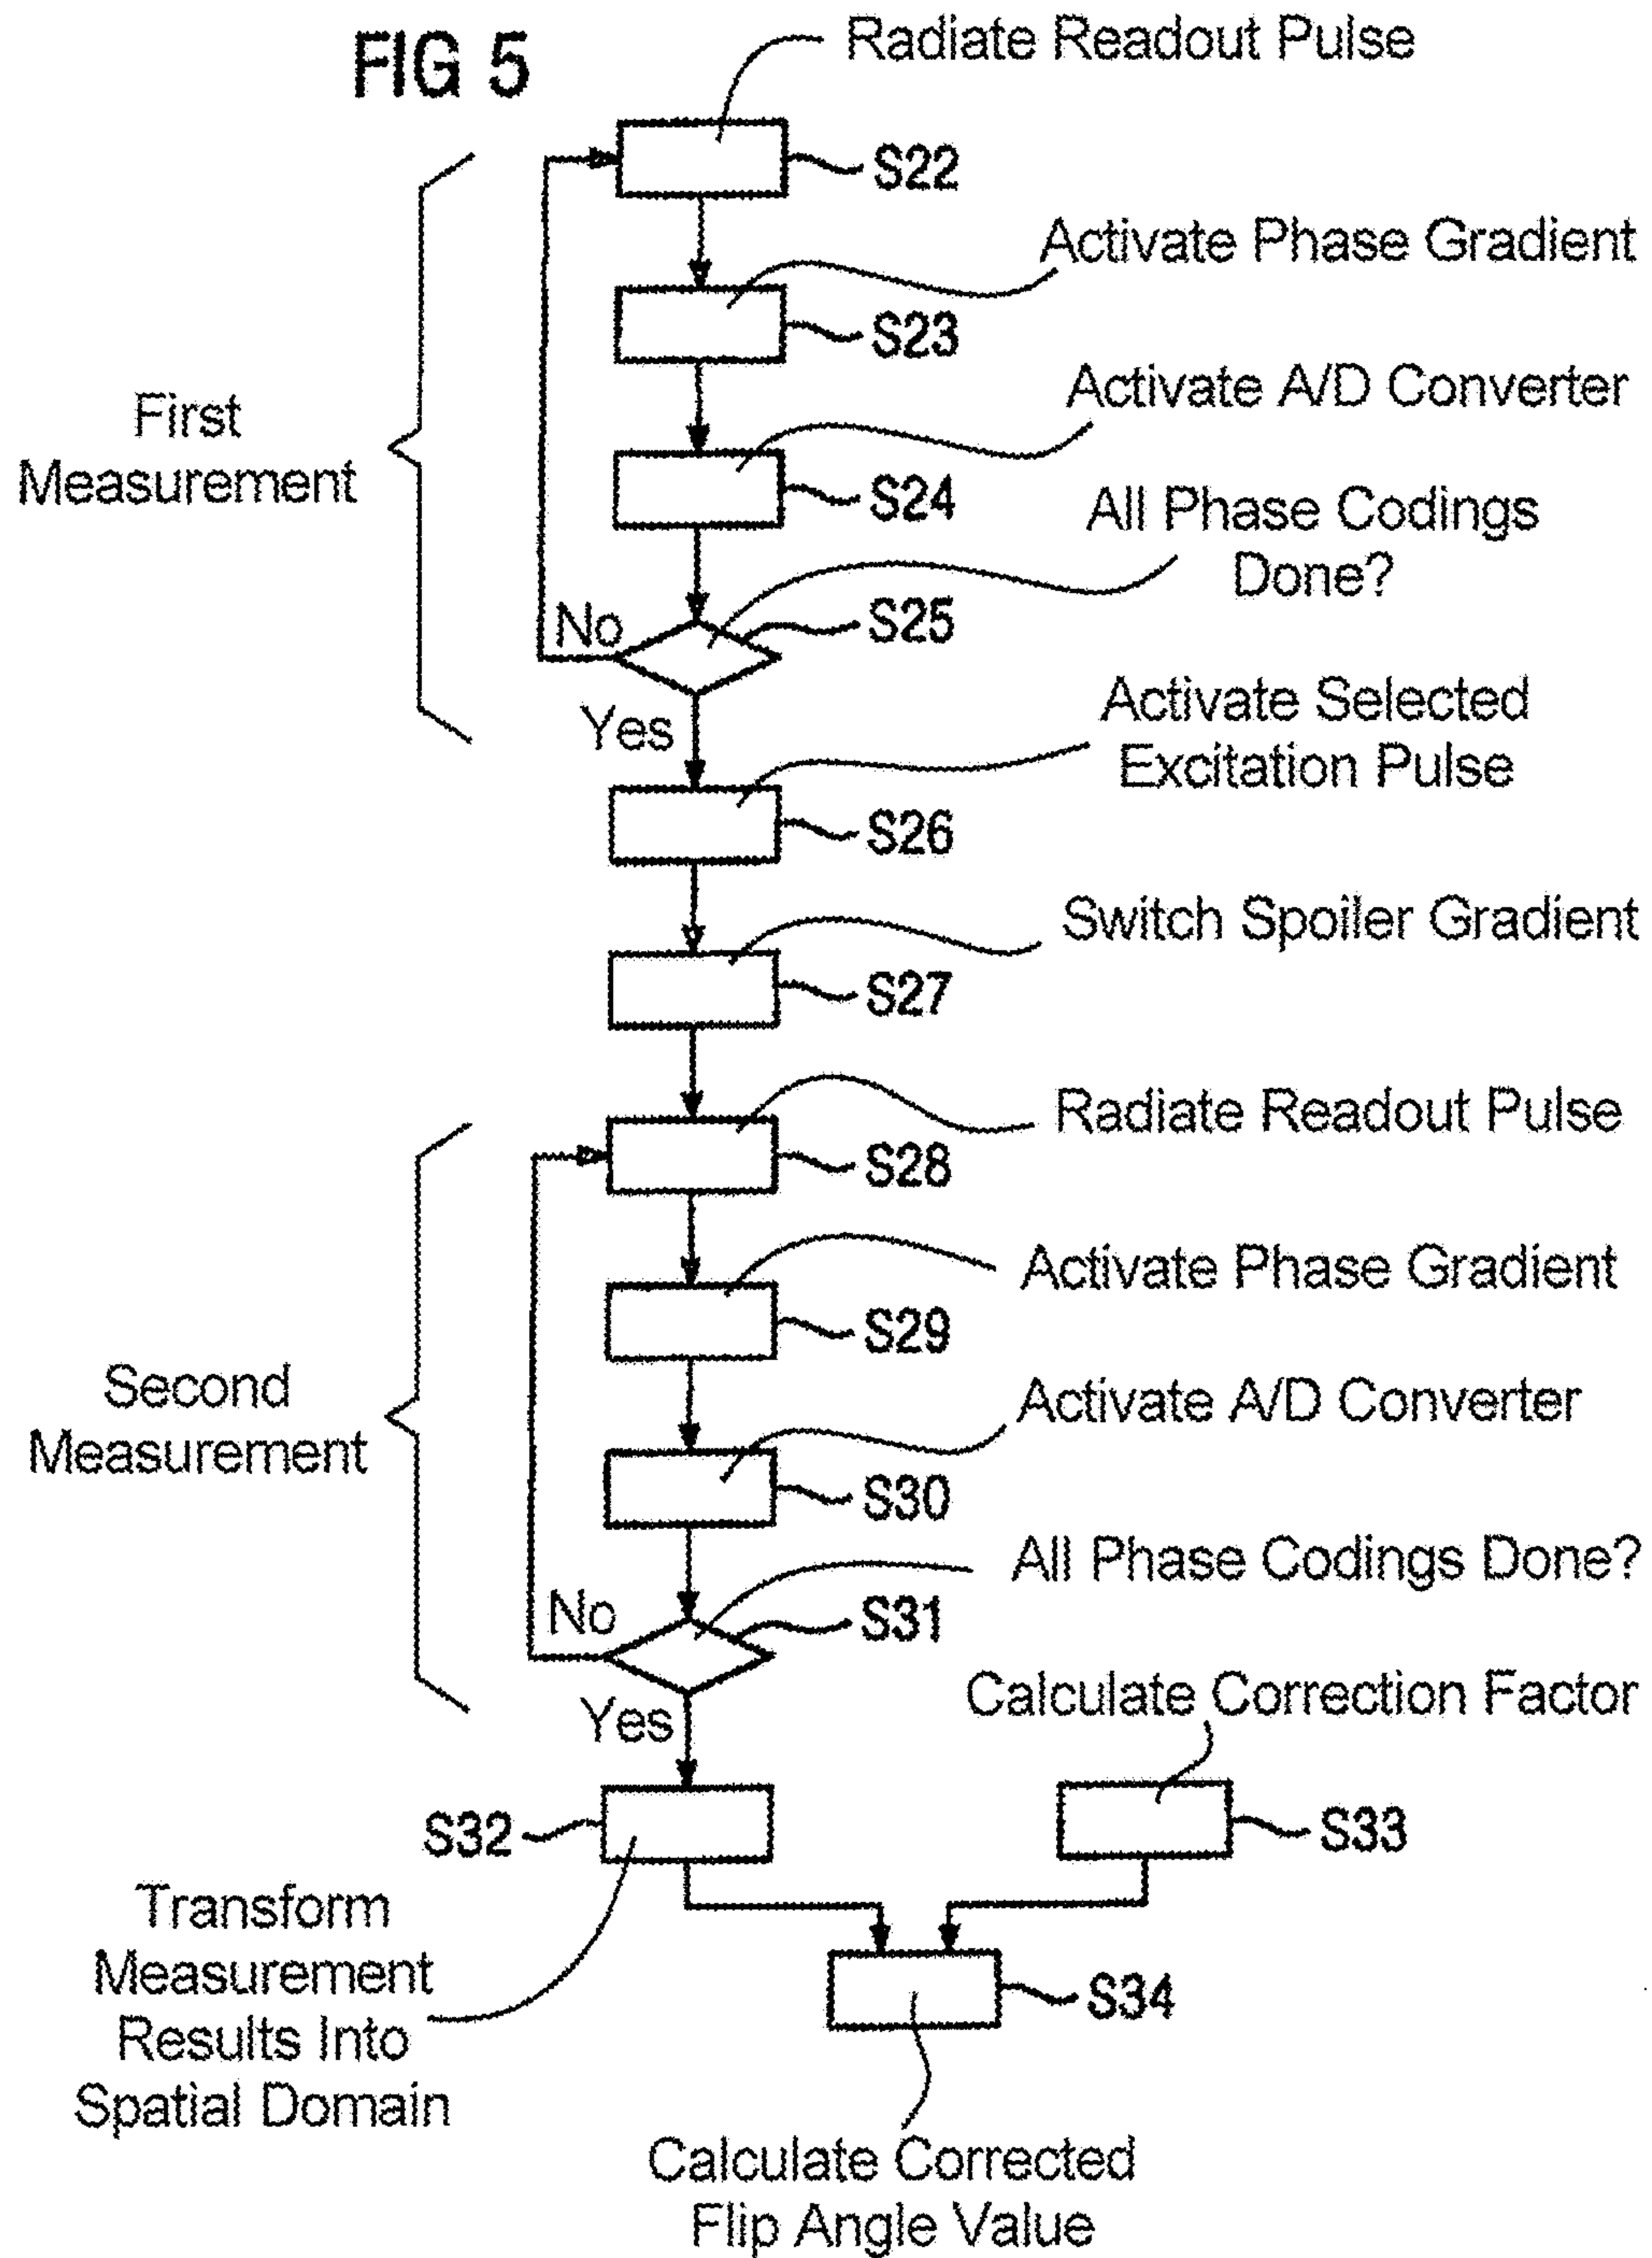 FIG 5
Radiate Readout Pulse
S22
Activate Phase Gradient
S23
Activate A/D Converter
First
Measurement
S24
All Phase Codings
Done?
No
S25
Activate Selected
Excitation Pulse
Yes
S26
Switch Spoiler Gradient
S27
Radiate Readout Pulse
S28
Activate Phase Gradient
S29
Second
Measurement
Activate A/D Converter
S30
All Phase Codings Done?
No
S31
Calculate Correction Factor
Yes
S32
S33
Transform
Measurement
Results Into
Spatial Domain
S34
Calculate Corrected
Flip Angle Value